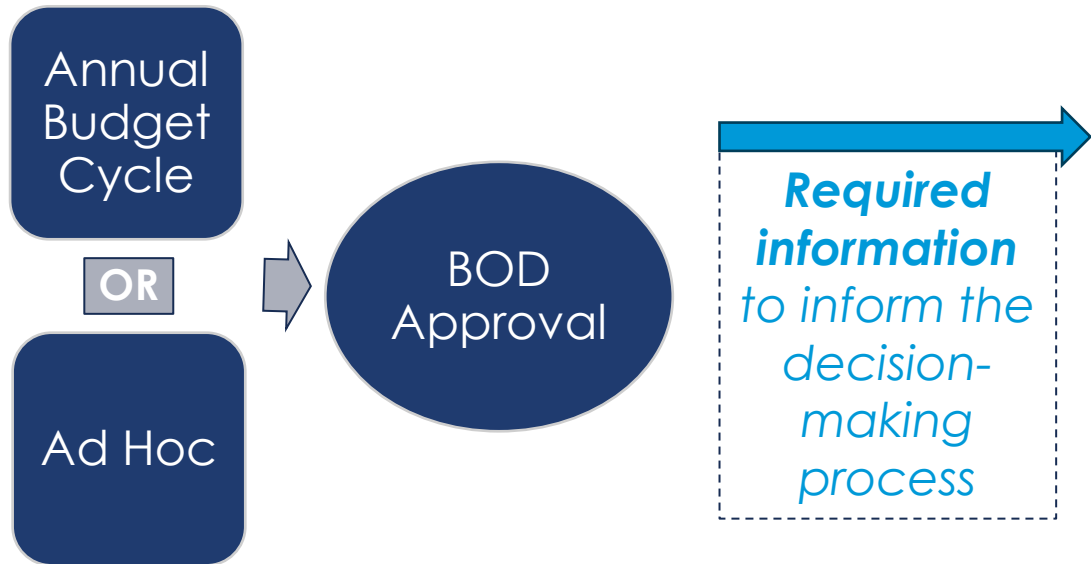 Annual
Budget
Cycle
OR
Ad Hoc
BOD
Approval
Required
information
to inform the
decision-
making
process